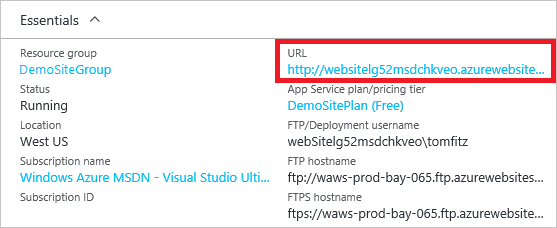 Essentials
Resource group
DemoSiteGroup
Status
Running
Location
West US
Subscription name
Windows Azure MSDN - Visual Studio Ulti...
Subscription ID
URL
http://websitelg52msdchkveo.azurewebsite...
App Service plan/pricing tier
DemoSitePlan (Free)
FTP/Deployment username
webSitelg52msdchkveo\tomfitz
FTP hostname
ftp://waws-prod-bay-065.ftp.azurewebsites...
FTPS hostname
ftps://waws-prod-bay-065.ftp.azurewebsite...